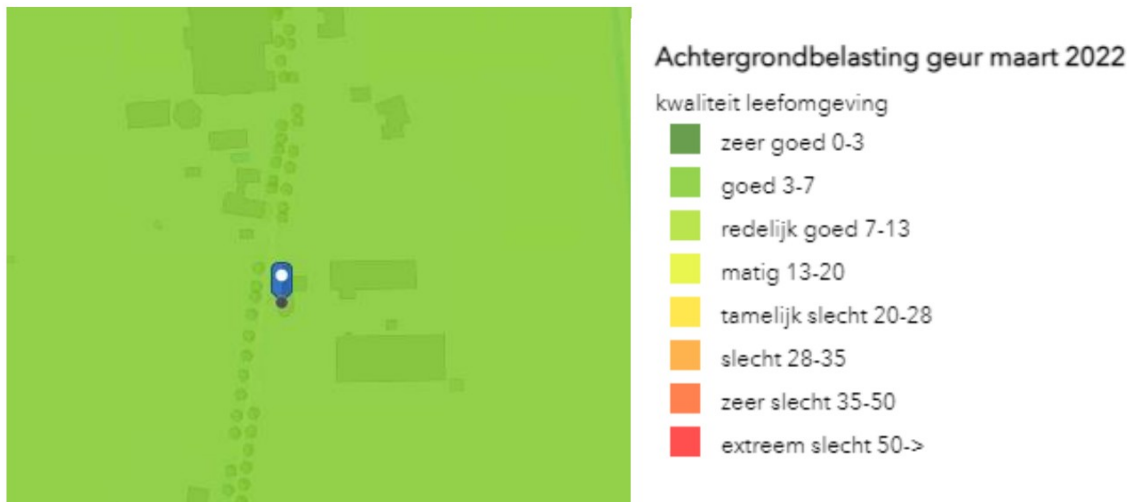 Achtergrondbelasting geur maart 2022
kwaliteit leefomgeving
zeer goed 0-3
goed 3-7
redelijk goed 7-13
matig 13-20
tamelijk slecht 20-28
slecht 28-35
zeer slecht 35-50
extreem slecht 50->